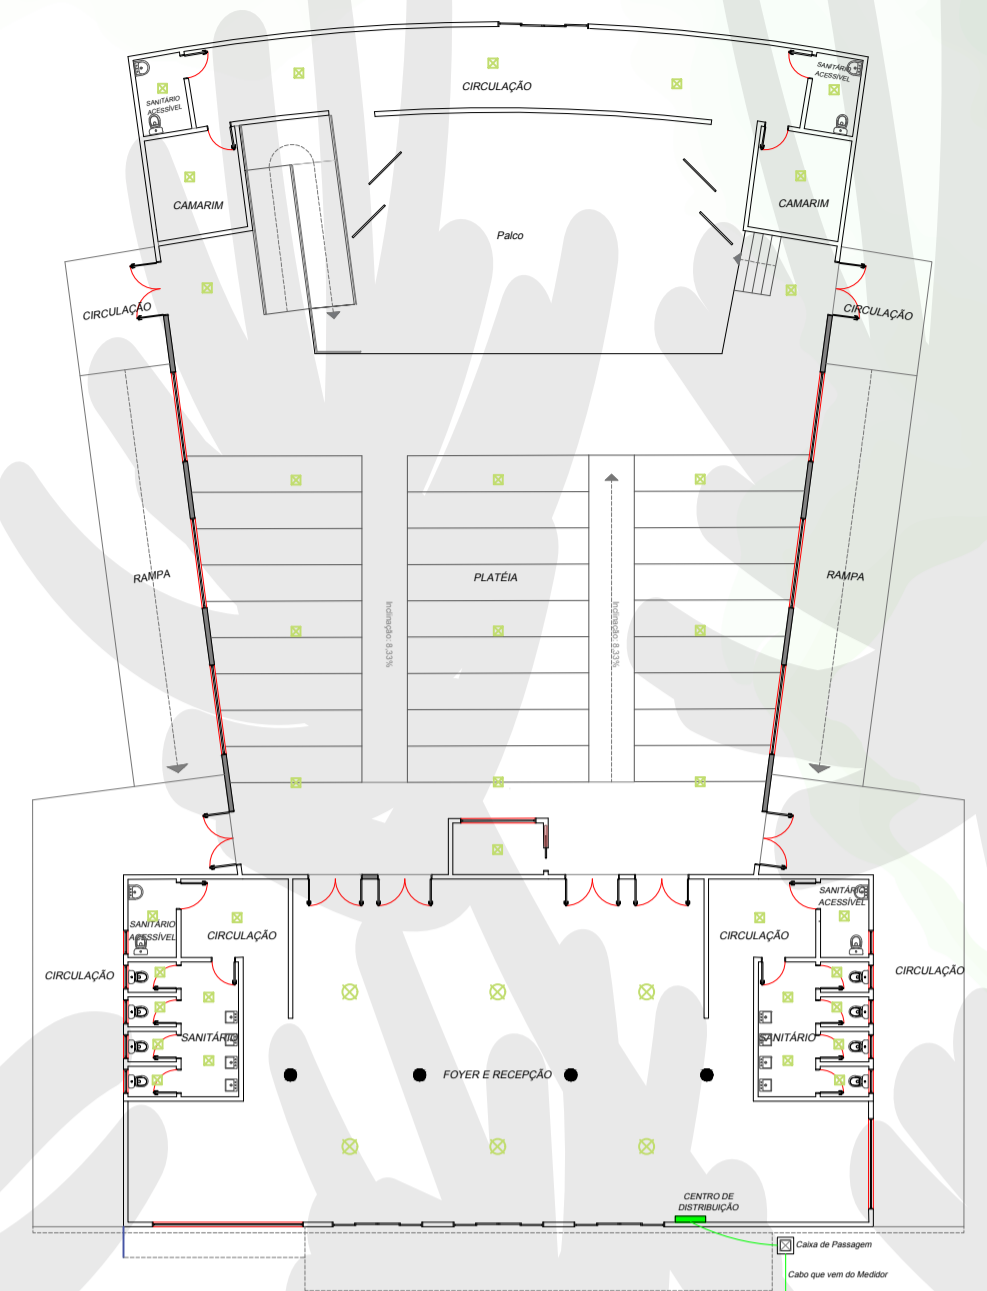 SANITÁRIO
ACESSÍVEL
CIRCULAÇÃO
SANITÁRIO
ACESSÍVEL
CAMARIM
CAMARIM
Palco
CIRCULAÇÃO
CIRCULAÇÃO
RAMPA
PLATÉIA
RAMPA
Inclinação: 8.33%
Inclinação: 8.33%
SANITÁRIO
ACESSÍVEL
CIRCULAÇÃO
CIRCULAÇÃO
SANITÁRIO
ACESSÍVEL
CIRCULAÇÃO
CIRCULAÇÃO
SANITÁRIO
SANITÁRIO
FOYER E RECEPÇÃO
CENTRO DE
DISTRIBUIÇÃO
Caixa de Passagem
Cabo que vem do Medidor